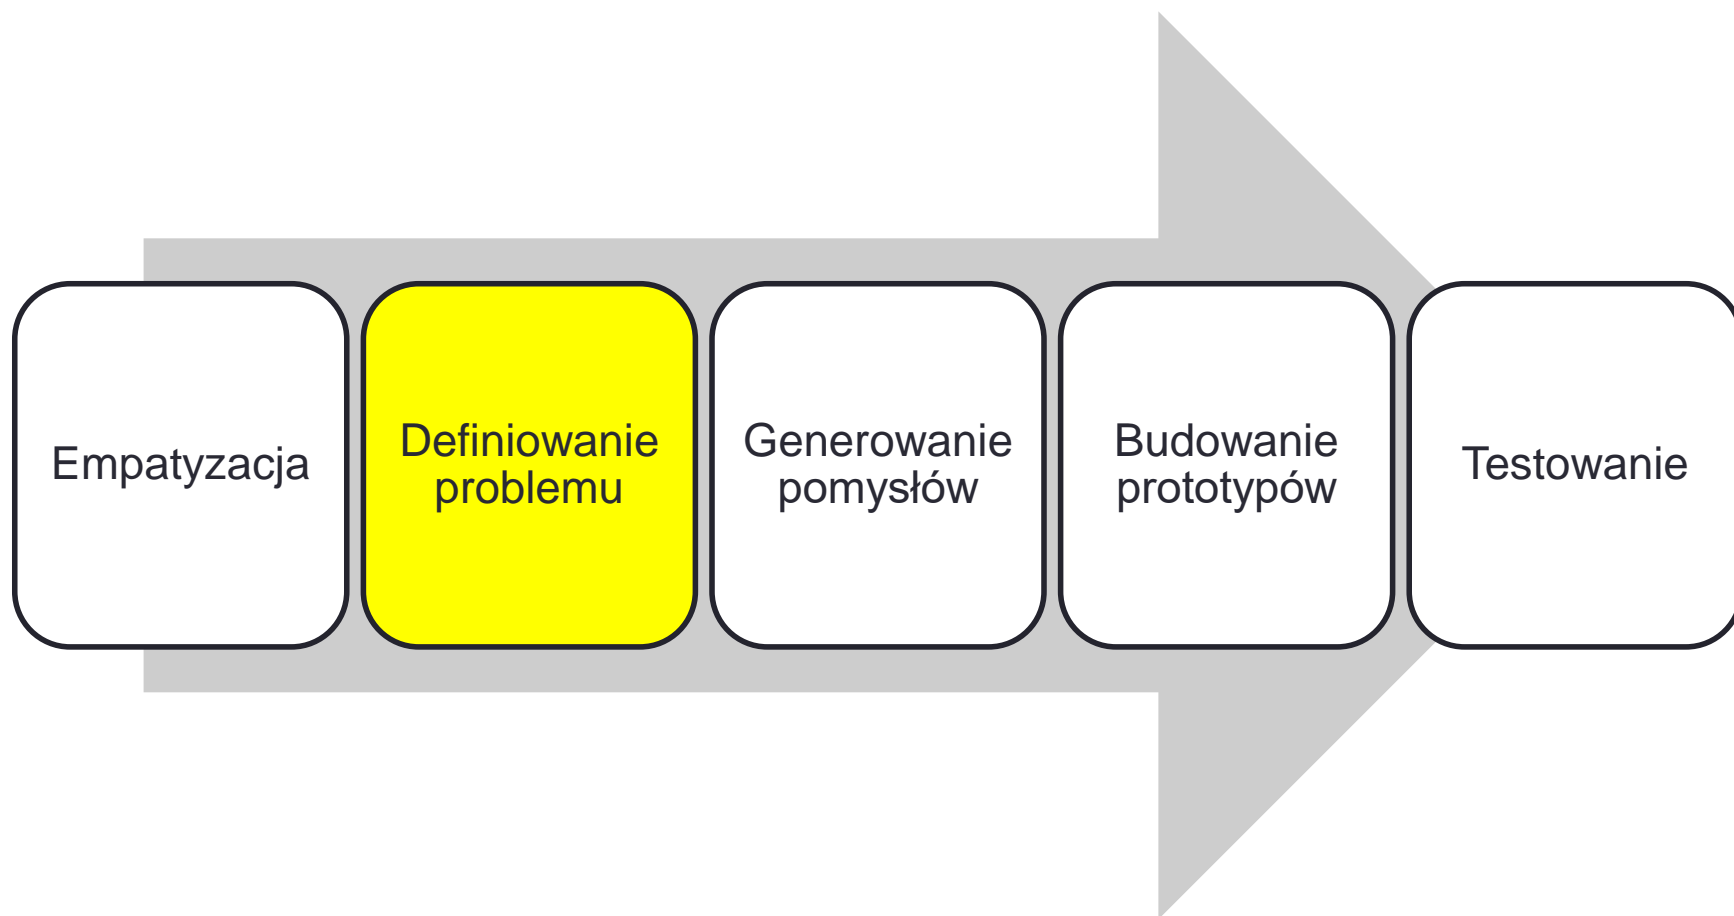 Empatyzacja
Definiowanie
problemu
Generowanie
pomysłów
Budowanie
prototypów
Testowanie